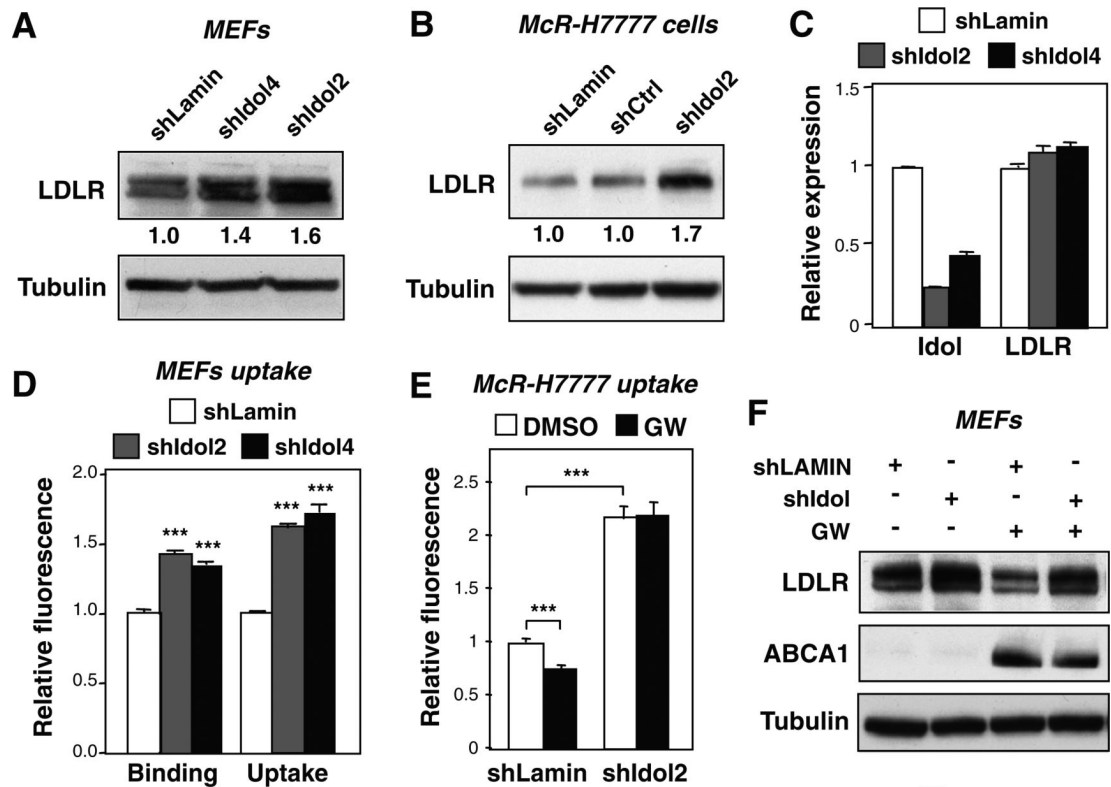 A
MEFs
shLamin
shIdol4
shIdol2
LDLR
1.0 1.4 1.6
Tubulin
B
McR-H7777 cells
shLamin
shCtrl
shIdol2
LDLR
1.0 1.0 1.7
Tubulin
C
shLamin
shIdol2 shIdol4
Relative expression
1.5
1
0.5
0
Idol LDLR
D
MEFs uptake
shLamin
shIdol2 shIdol4
Relative fluorescence
2.0
1.5
1.0
0.5
0.0
*** *** *** ***
Binding Uptake
E
McR-H7777 uptake
DMSO GW
Relative fluorescence
2.5
2
1.5
1
0.5
0
***
***
shLamin shIdol2
F
MEFs
shLAMIN + - + -
shIdol - + - +
GW - - + +
LDLR
ABCA1
Tubulin